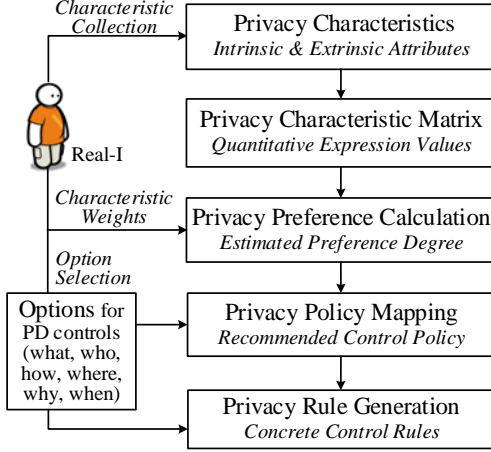 Characteristic
Collection
Privacy Characteristics
Intrinsic & Extrinsic Attributes
Real-I
Privacy Characteristic Matrix
Quantitative Expression Values
Characteristic
Weights
Privacy Preference Calculation
Estimated Preference Degree
Option
Selection
Options for
PD controls
(what, who,
how, where,
why, when)
Privacy Policy Mapping
Recommended Control Policy
Privacy Rule Generation
Concrete Control Rules